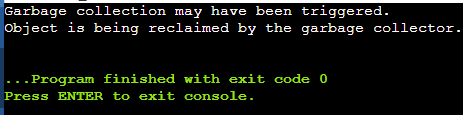 Garbage collection may have been triggered.
Object is being reclaimed by the garbage collector.
...Program finished with exit code 0
Press ENTER to exit console.